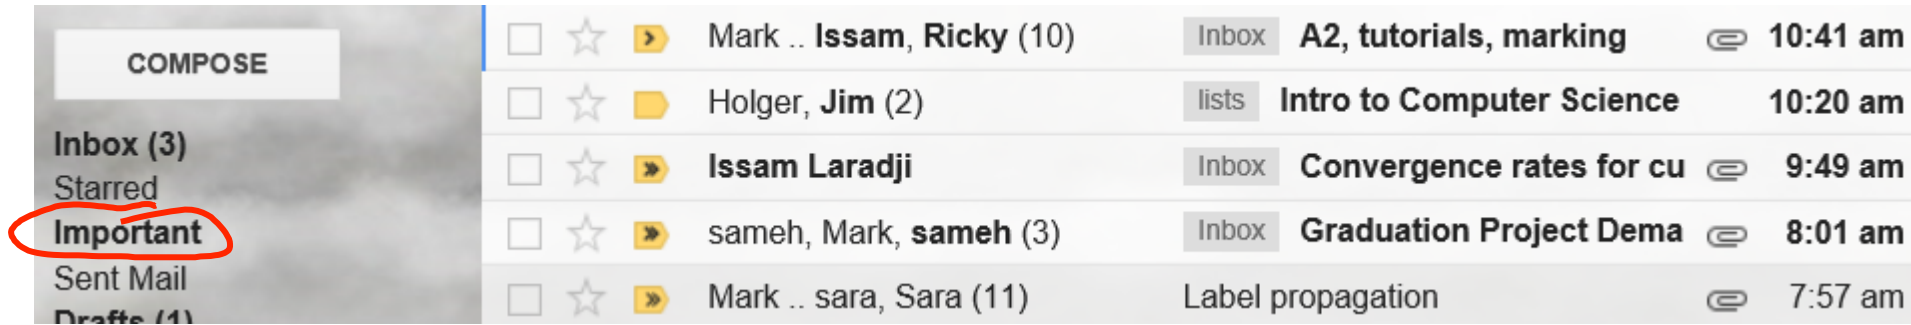 COMPOSE
Inbox (3)
Starred
Important
Sent Mail
Drafts (1)
Mark .. Issam, Ricky (10) Inbox A2, tutorials, marking 10:41 am
Holger, Jim (2) lists Intro to Computer Science 10:20 am
Issam Laradji Inbox Convergence rates for cu 9:49 am
sameh, Mark, sameh (3) Inbox Graduation Project Dema 8:01 am
Mark .. sara, Sara (11) Label propagation 7:57 am